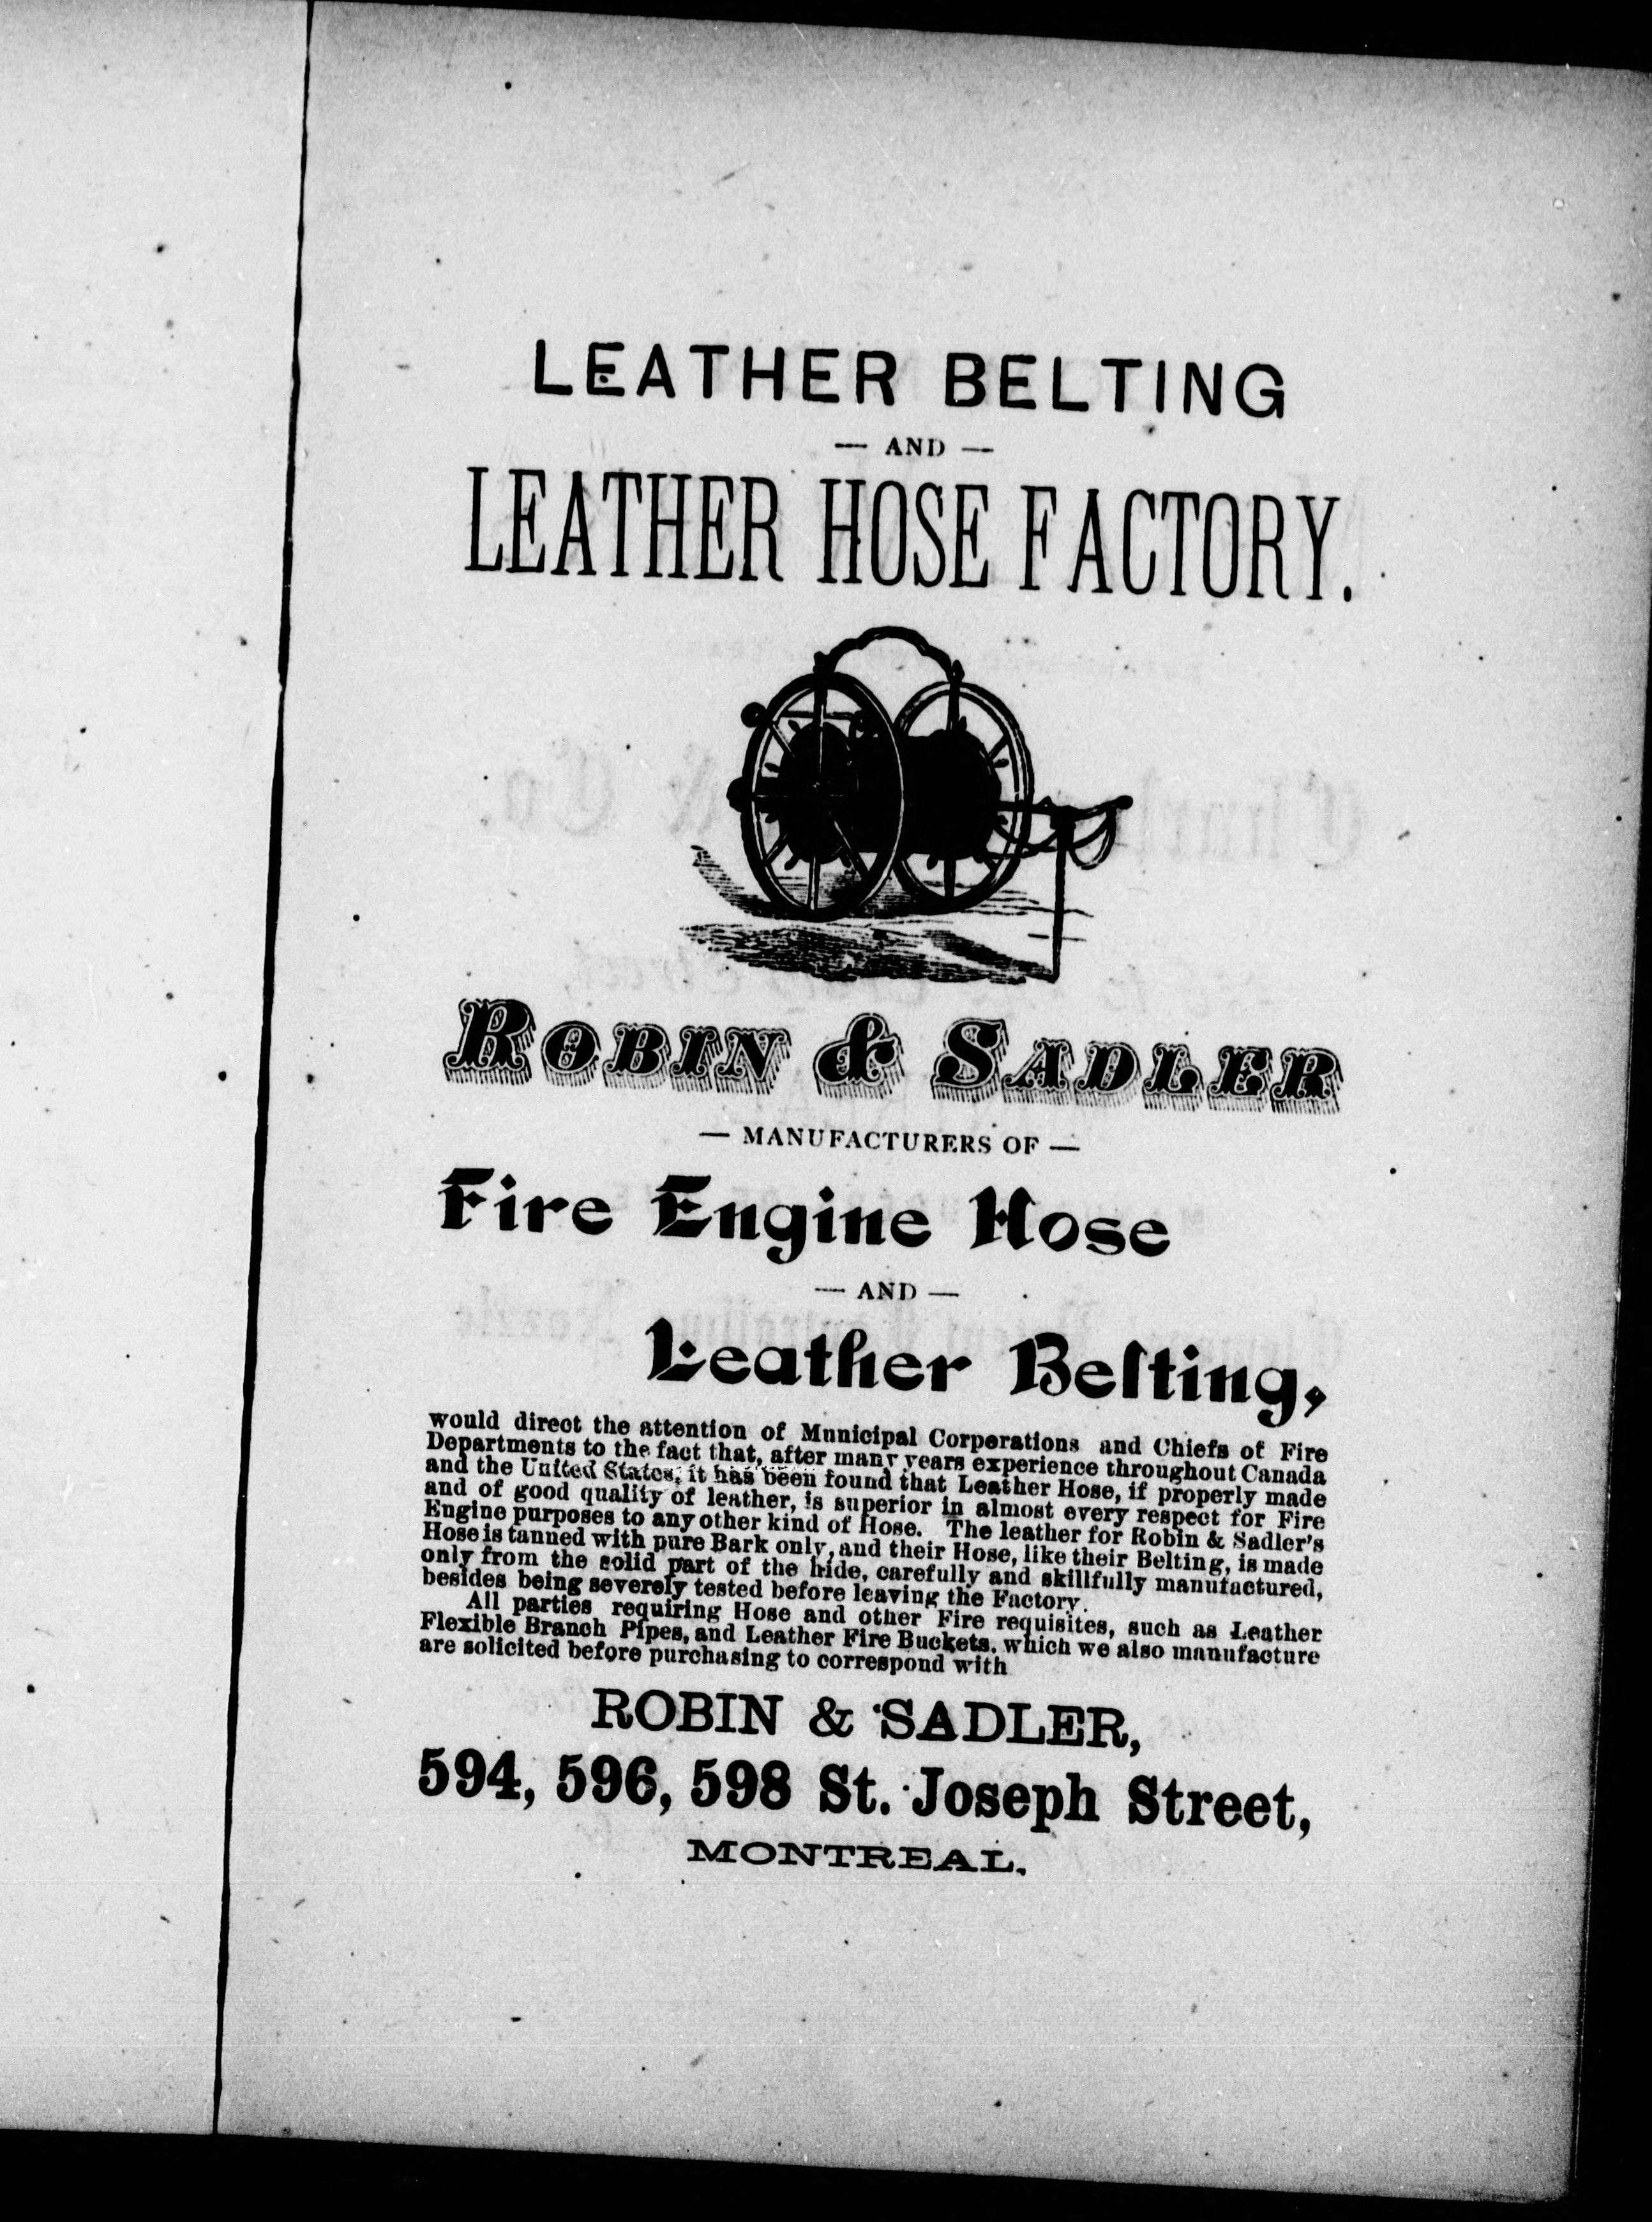 LEATHER BELTING
— AND —
LEATHER HOSE FACTORY.
ROBIN & SADLER
— MANUFACTURERS OF —
Fire Engine Hose
— AND —
Leather Belting,
would direct the attention of Municipal Corporations and Chiefs of Fire
Departments to the fact that, after many years experience throughout Canada
and the United States, it has been found that Leather Hose, if properly made
and of good quality of leather, is superior in almost every respect for Fire
Engine purposes to any other kind of Hose. The leather for Robin & Sadler's
Hose is tanned with pure Bark only, and their Hose, like their Belting, is made
only from the solid part of the hide, carefully and skillfully manufactured,
besides being severely tested before leaving the Factory.
All parties requiring Hose and other Fire requisites, such as Leather
Flexible Branch Pipes, and Leather Fire Buckets, which we also manufacture
are solicited before purchasing to correspond with
ROBIN & SADLER,
594, 596, 598 St. Joseph Street,
MONTREAL.